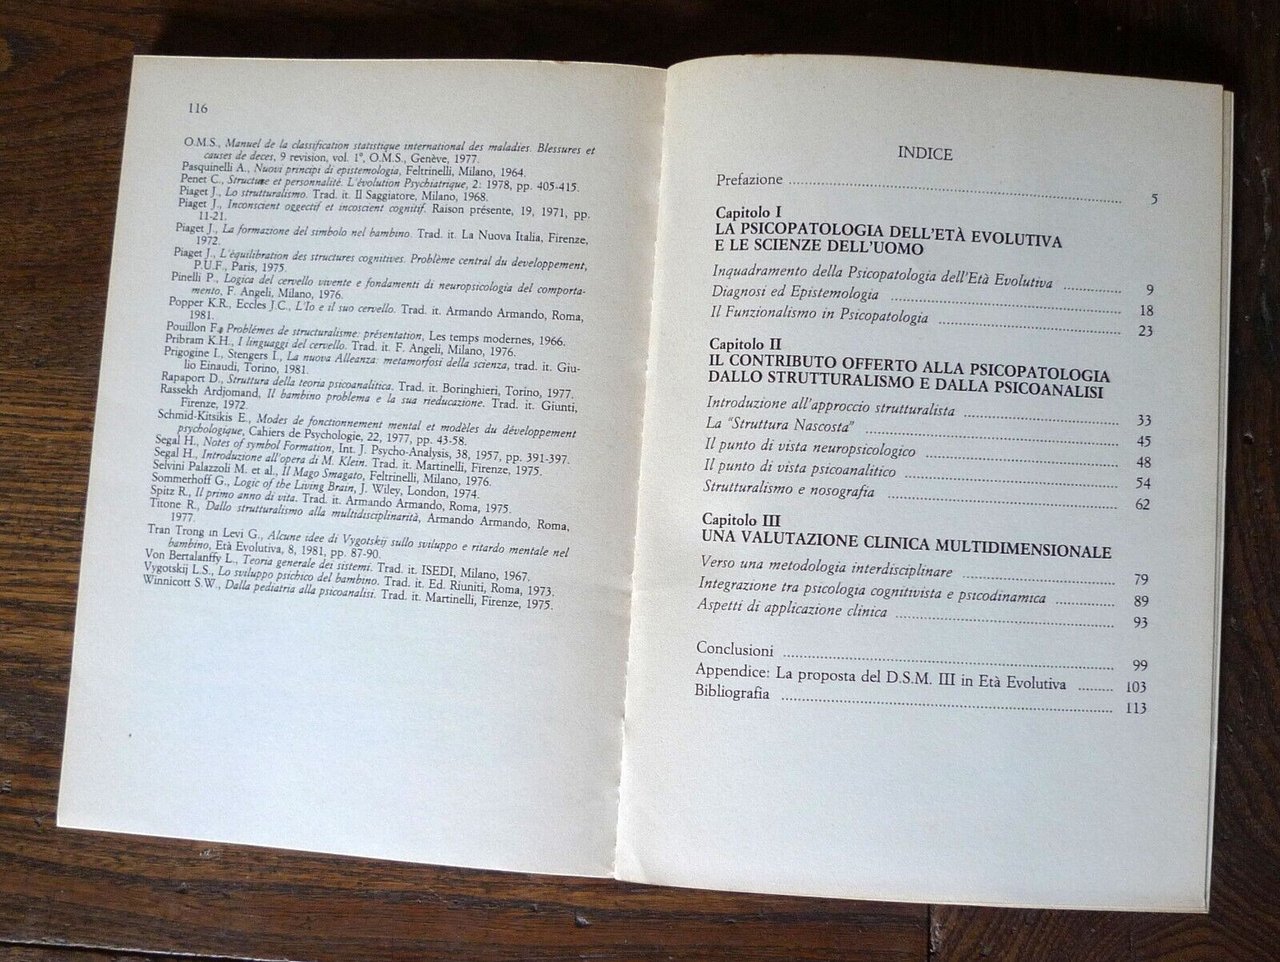 116
O.M.S., Manuel de la classification statistique international des maladies. Blessures et
causes de deces, 9 revision, vol. 1°, O.M.S., Genève, 1977.
Pasquinelli A., Nuovi principi di epistemologia, Feltrinelli, Milano, 1964.
Penet C., Structure et personnalité. L'évolution Psychiatrique, 2: 1978, pp. 405-415.
Piaget J., Lo strutturalismo. Trad. it. Il Saggiatore, Milano, 1968.
Piaget J., Inconscient oggectif et incoscient cognitif. Raison présente, 19, 1971, pp.
11-21.
Piaget J., La formazione del simbolo nel bambino. Trad. it. La Nuova Italia, Firenze,
1972.
Piaget J., L'équilibration des structures cognitives. Problème central du developpement,
P.U.F., Paris, 1975.
Pinelli P., Logica del cervello vivente e fondamenti di neuropsicologia del comporta-
mento, F. Angeli, Milano, 1976.
Popper K.R., Eccles J.C., L'Io e il suo cervello. Trad. it. Armando Armando, Roma,
1981.
Pouillon F., Problèmes de structuralisme: présentation, Les temps modernes, 1966.
Pribram K.H., I linguaggi del cervello. Trad. it. F. Angeli, Milano, 1976.
Prigogine I., Stengers I., La nuova Alleanza: metamorfosi della scienza, trad. it. Giu-
lio Einaudi, Torino, 1981.
Rapaport D., Struttura della teoria psicoanalitica. Trad. it. Boringhieri, Torino, 1977.
Rassekh Ardjomand, Il bambino problema e la sua rieducazione. Trad. it. Giunti,
Firenze, 1972.
Schmid-Kitsikis E., Modes de fonctionnement mental et modèles du développement
psychologique, Cahiers de Psychologie, 22, 1977, pp. 43-58.
Segal H., Notes of symbol Formation, Int. J. Psycho-Analysis, 38, 1957, pp. 391-397.
Segal H., Introduzione all'opera di M. Klein. Trad. it. Martinelli, Firenze, 1975.
Selvini Palazzoli M. et al., Il Mago Smagato, Feltrinelli, Milano, 1976.
Sommerhoff G., Logic of the Living Brain, J. Wiley, London, 1974.
Spitz R., Il primo anno di vita. Trad. it. Armando Armando, Roma, 1975.
Titone R., Dallo strutturalismo alla multidisciplinarità, Armando Armando, Roma,
1977.
Tran Trong in Levi G., Alcune idee di Vygotskij sullo sviluppo e ritardo mentale nel
bambino, Età Evolutiva, 8, 1981, pp. 87-90.
Von Bertalanffy L., Teoria generale dei sistemi. Trad. it. ISEDI, Milano, 1967.
Vygotskij L.S., Lo sviluppo psichico del bambino. Trad. it. Ed. Riuniti, Roma, 1973.
Winnicott S.W., Dalla pediatria alla psicoanalisi. Trad. it. Martinelli, Firenze, 1975.
INDICE
Prefazione ........ 5
Capitolo I
LA PSICOPATOLOGIA DELL'ETÀ EVOLUTIVA
E LE SCIENZE DELL'UOMO
Inquadramento della Psicopatologia dell'Età Evolutiva ........ 9
Diagnosi ed Epistemologia ........ 18
Il Funzionalismo in Psicopatologia ........ 23
Capitolo II
IL CONTRIBUTO OFFERTO ALLA PSICOPATOLOGIA
DALLO STRUTTURALISMO E DALLA PSICOANALISI
Introduzione all'approccio strutturalista ........ 33
La "Struttura Nascosta" ........ 45
Il punto di vista neuropsicologico ........ 48
Il punto di vista psicoanalitico ........ 54
Strutturalismo e nosografia ........ 62
Capitolo III
UNA VALUTAZIONE CLINICA MULTIDIMENSIONALE
Verso una metodologia interdisciplinare ........ 79
Integrazione tra psicologia cognitivista e psicodinamica ........ 89
Aspetti di applicazione clinica ........ 93
Conclusioni ........ 99
Appendice: La proposta del D.S.M. III in Età Evolutiva ........ 103
Bibliografia ........ 113